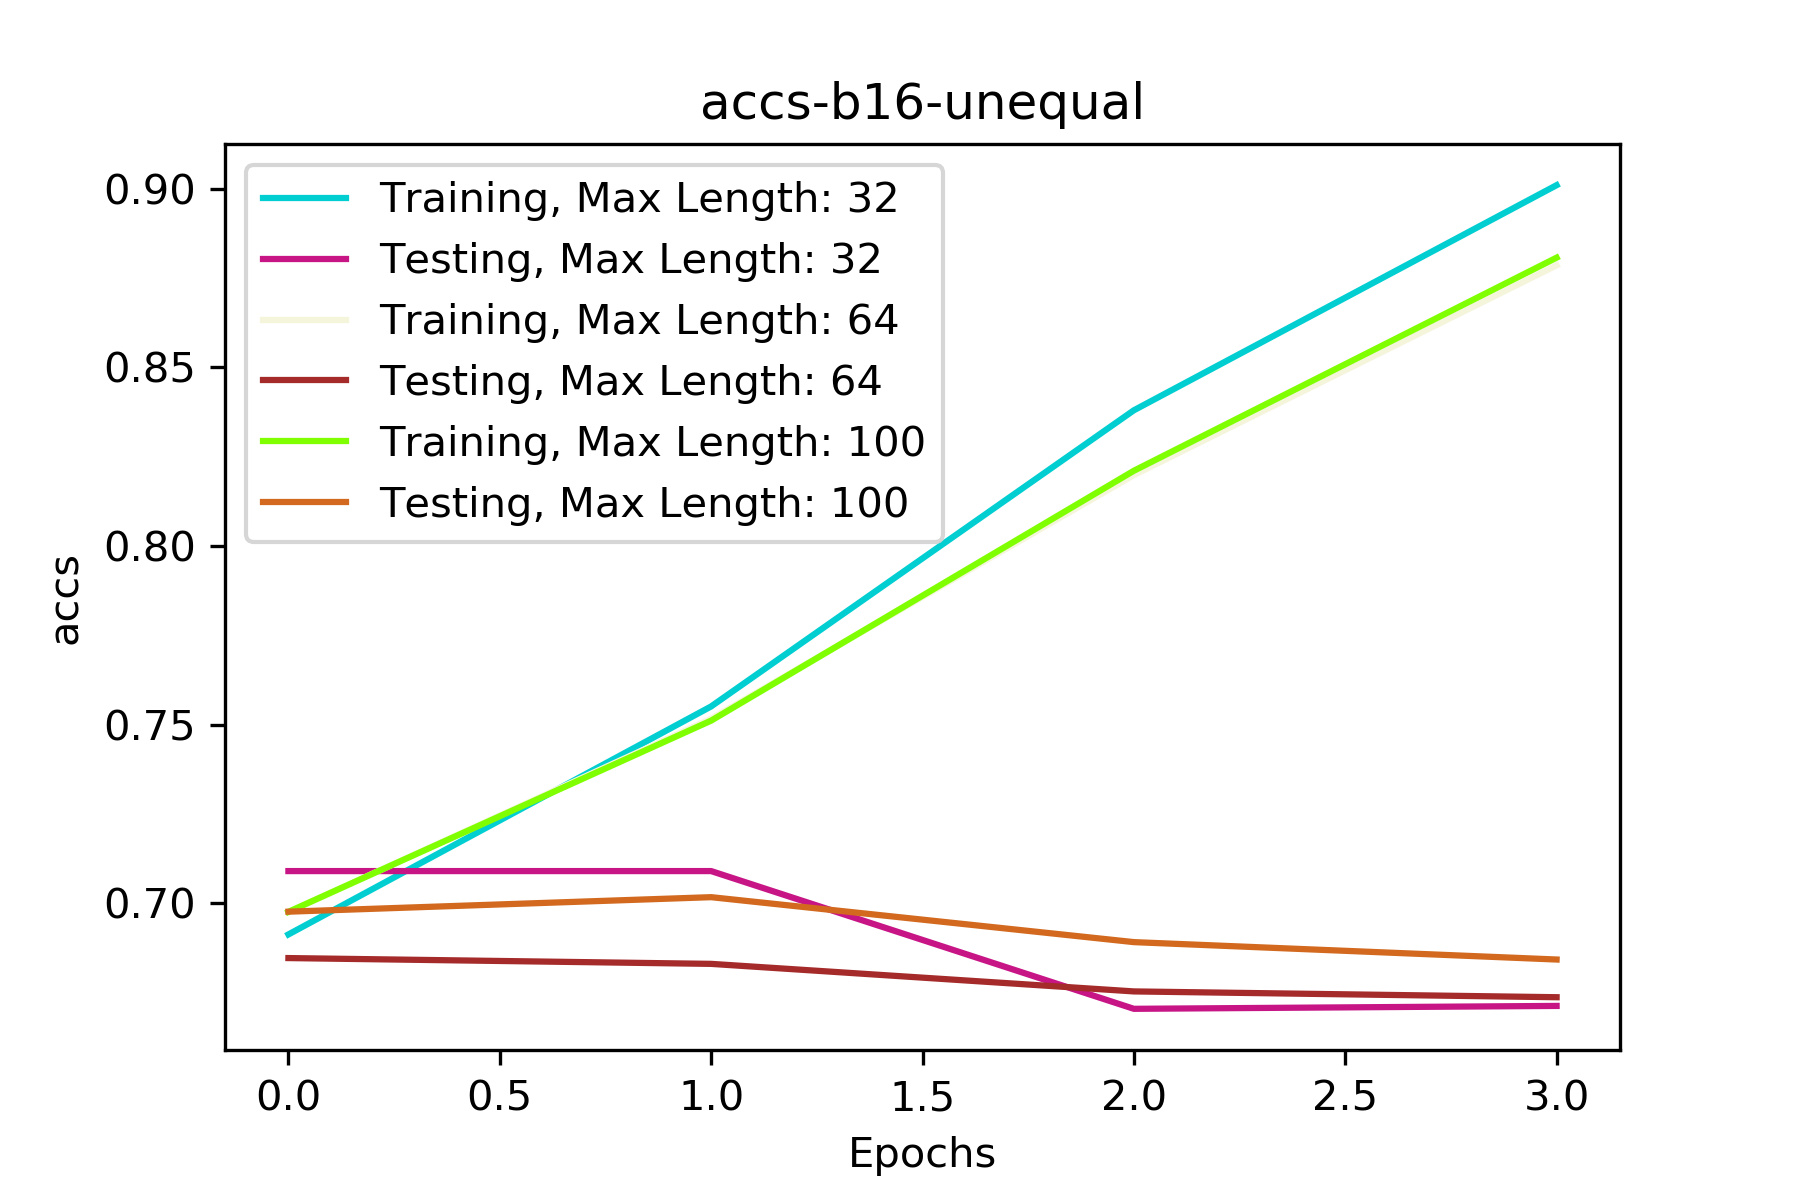 accs-b16-unequal
Training, Max Length: 32
Testing, Max Length: 32
Training, Max Length: 64
Testing, Max Length: 64
Training, Max Length: 100
Testing, Max Length: 100
0.90
0.85
0.80
0.75
0.70
accs
0.0 0.5 1.0 1.5 2.0 2.5 3.0
Epochs